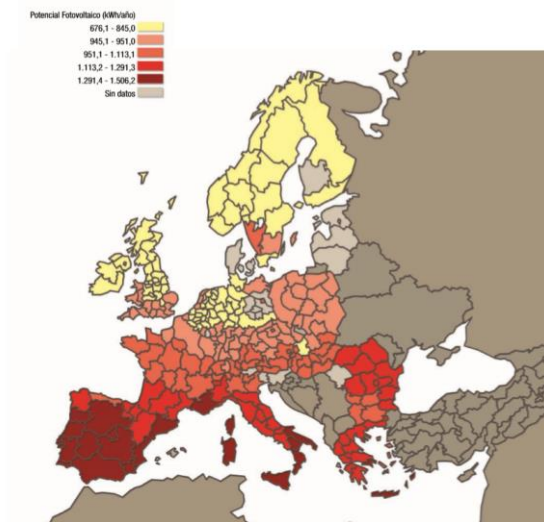 Potencial Fotovoltaico (kWh/año)
676,1 - 845,0
945,1 - 951,0
951,1 - 1.113,1
1.113,2 - 1.291,3
1.291,4 - 1.506,2
Sin datos